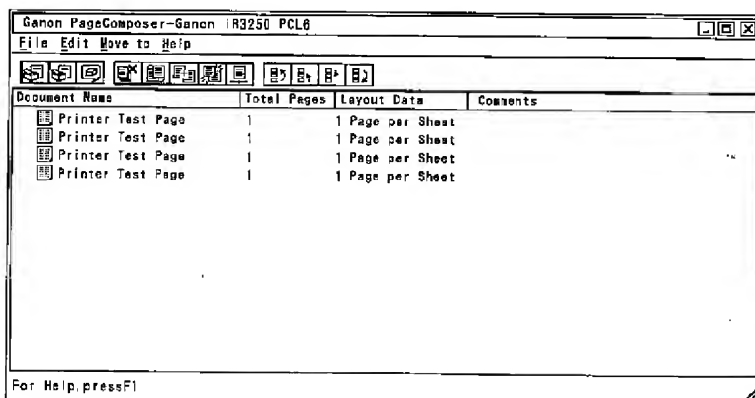 Ganon PageComposer-Ganon iR3250 PCL6
File Edit Move to Help
Document Name Total Pages Layout Data Comments
Printer Test Page 1 1 Page per Sheet
Printer Test Page 1 1 Page per Sheet
Printer Test Page 1 1 Page per Sheet
Printer Test Page 1 1 Page per Sheet
For Help,pressF1